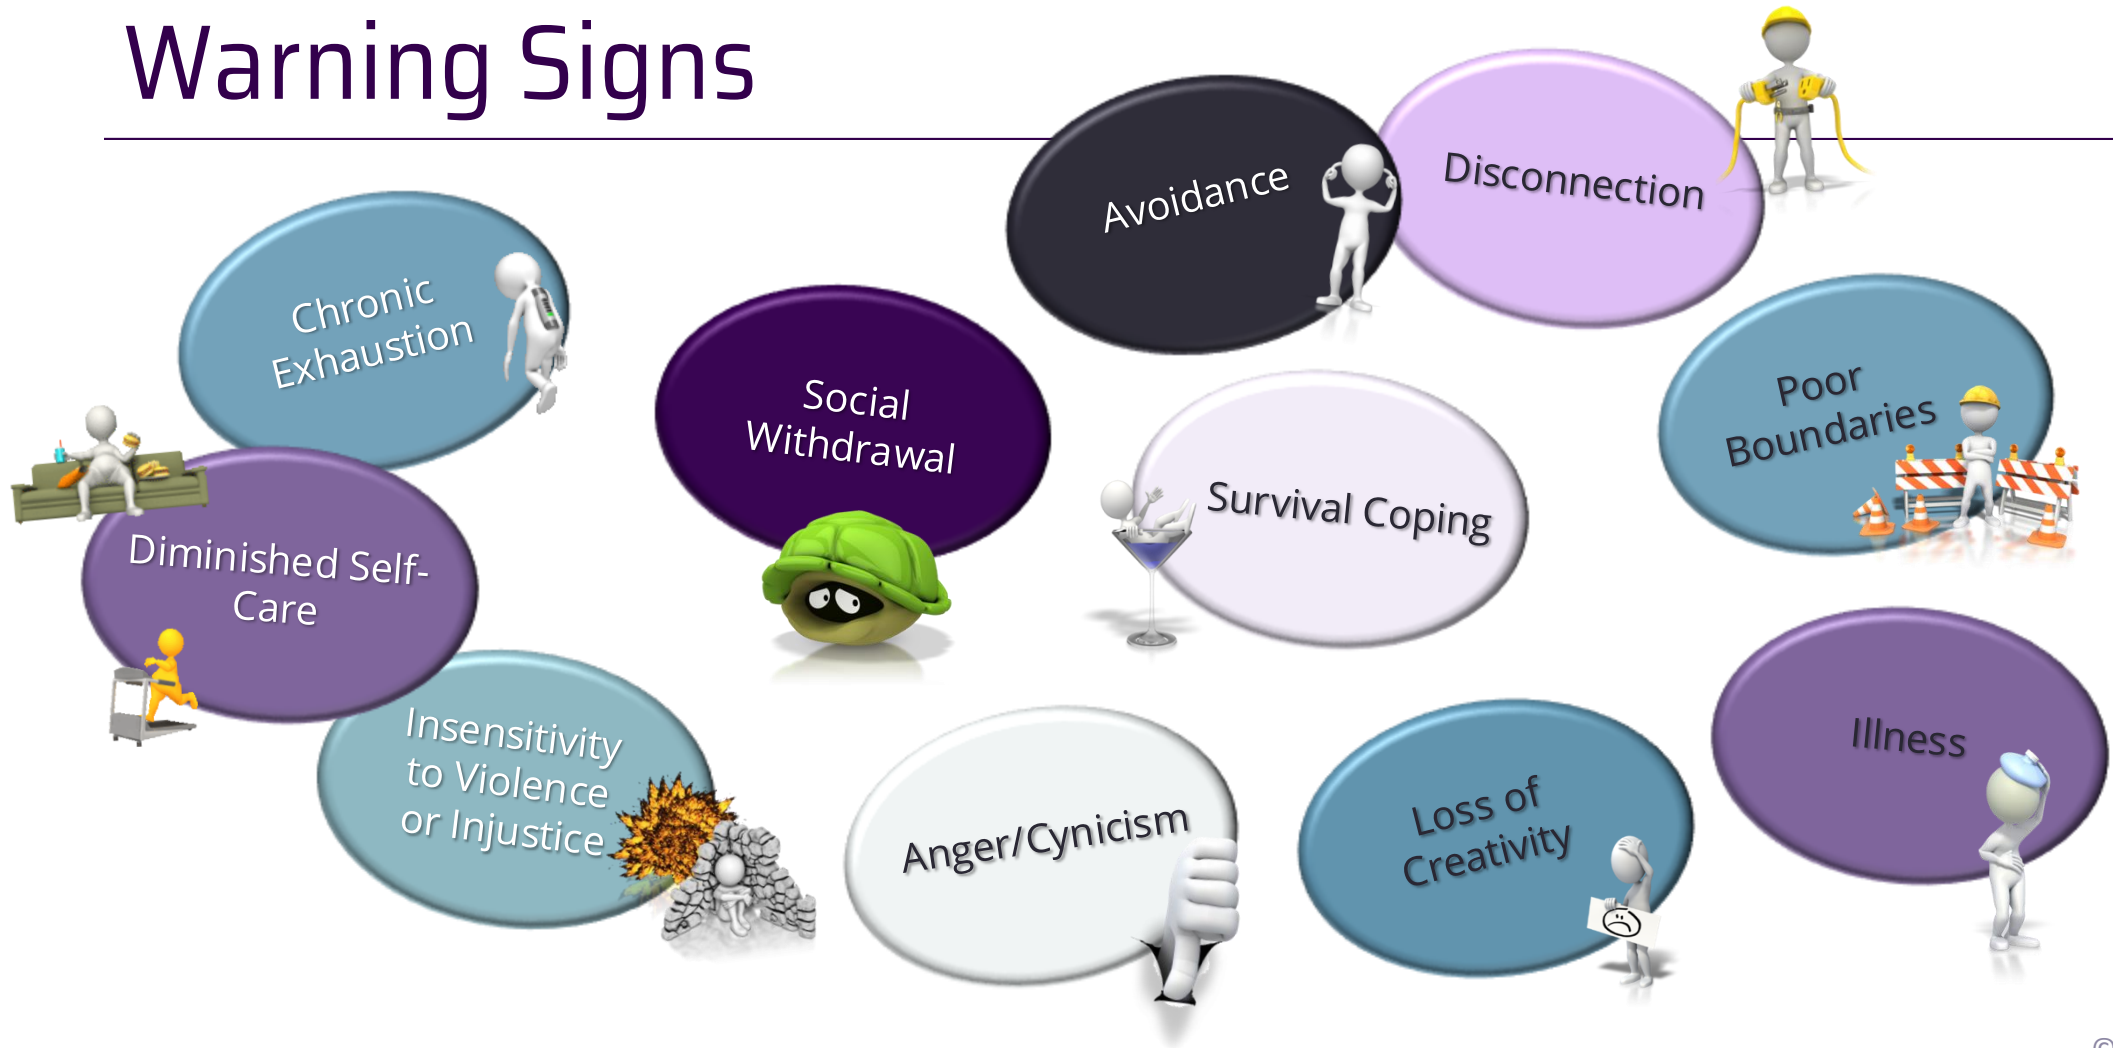 Warning Signs
Avoidance
Disconnection
Chronic
Exhaustion
Social
Withdrawal
Survival Coping
Poor
Boundaries
Diminished Self-
Care
Insensitivity
to Violence
or Injustice
Anger/Cynicism
Loss of
Creativity
Illness
©